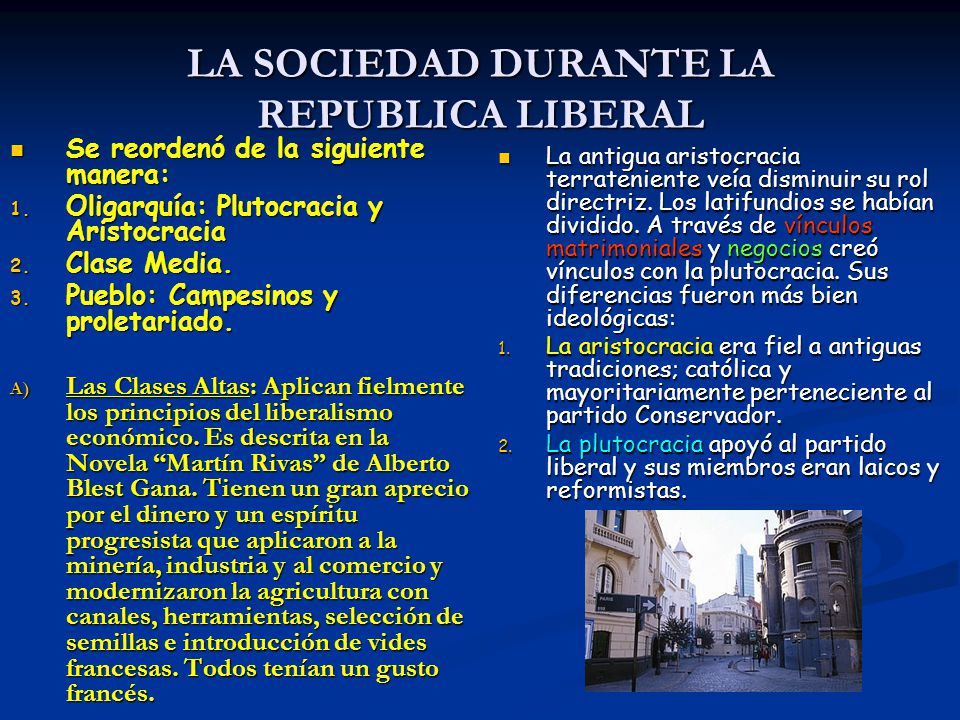 LA SOCIEDAD DURANTE LA
REPUBLICA LIBERAL
Se reordenó de la siguiente
manera:
1. Oligarquía: Plutocracia y
Aristocracia
2. Clase Media.
3. Pueblo: Campesinos y
proletariado.
A) Las Clases Altas: Aplican fielmente
los principios del liberalismo
económico. Es descrita en la
Novela “Martín Rivas” de Alberto
Blest Gana. Tienen un gran aprecio
por el dinero y un espíritu
progresista que aplicaron a la
minería, industria y al comercio y
modernizaron la agricultura con
canales, herramientas, selección de
semillas e introducción de vides
francesas. Todos tenían un gusto
francés.
La antigua aristocracia
terrateniente veía disminuir su rol
directriz. Los latifundios se habían
dividido. A través de vínculos
matrimoniales y negocios creó
vínculos con la plutocracia. Sus
diferencias fueron más bien
ideológicas:
1. La aristocracia era fiel a antiguas
tradiciones; católica y
mayoritariamente perteneciente al
partido Conservador.
2. La plutocracia apoyó al partido
liberal y sus miembros eran laicos y
reformistas.
PARIS